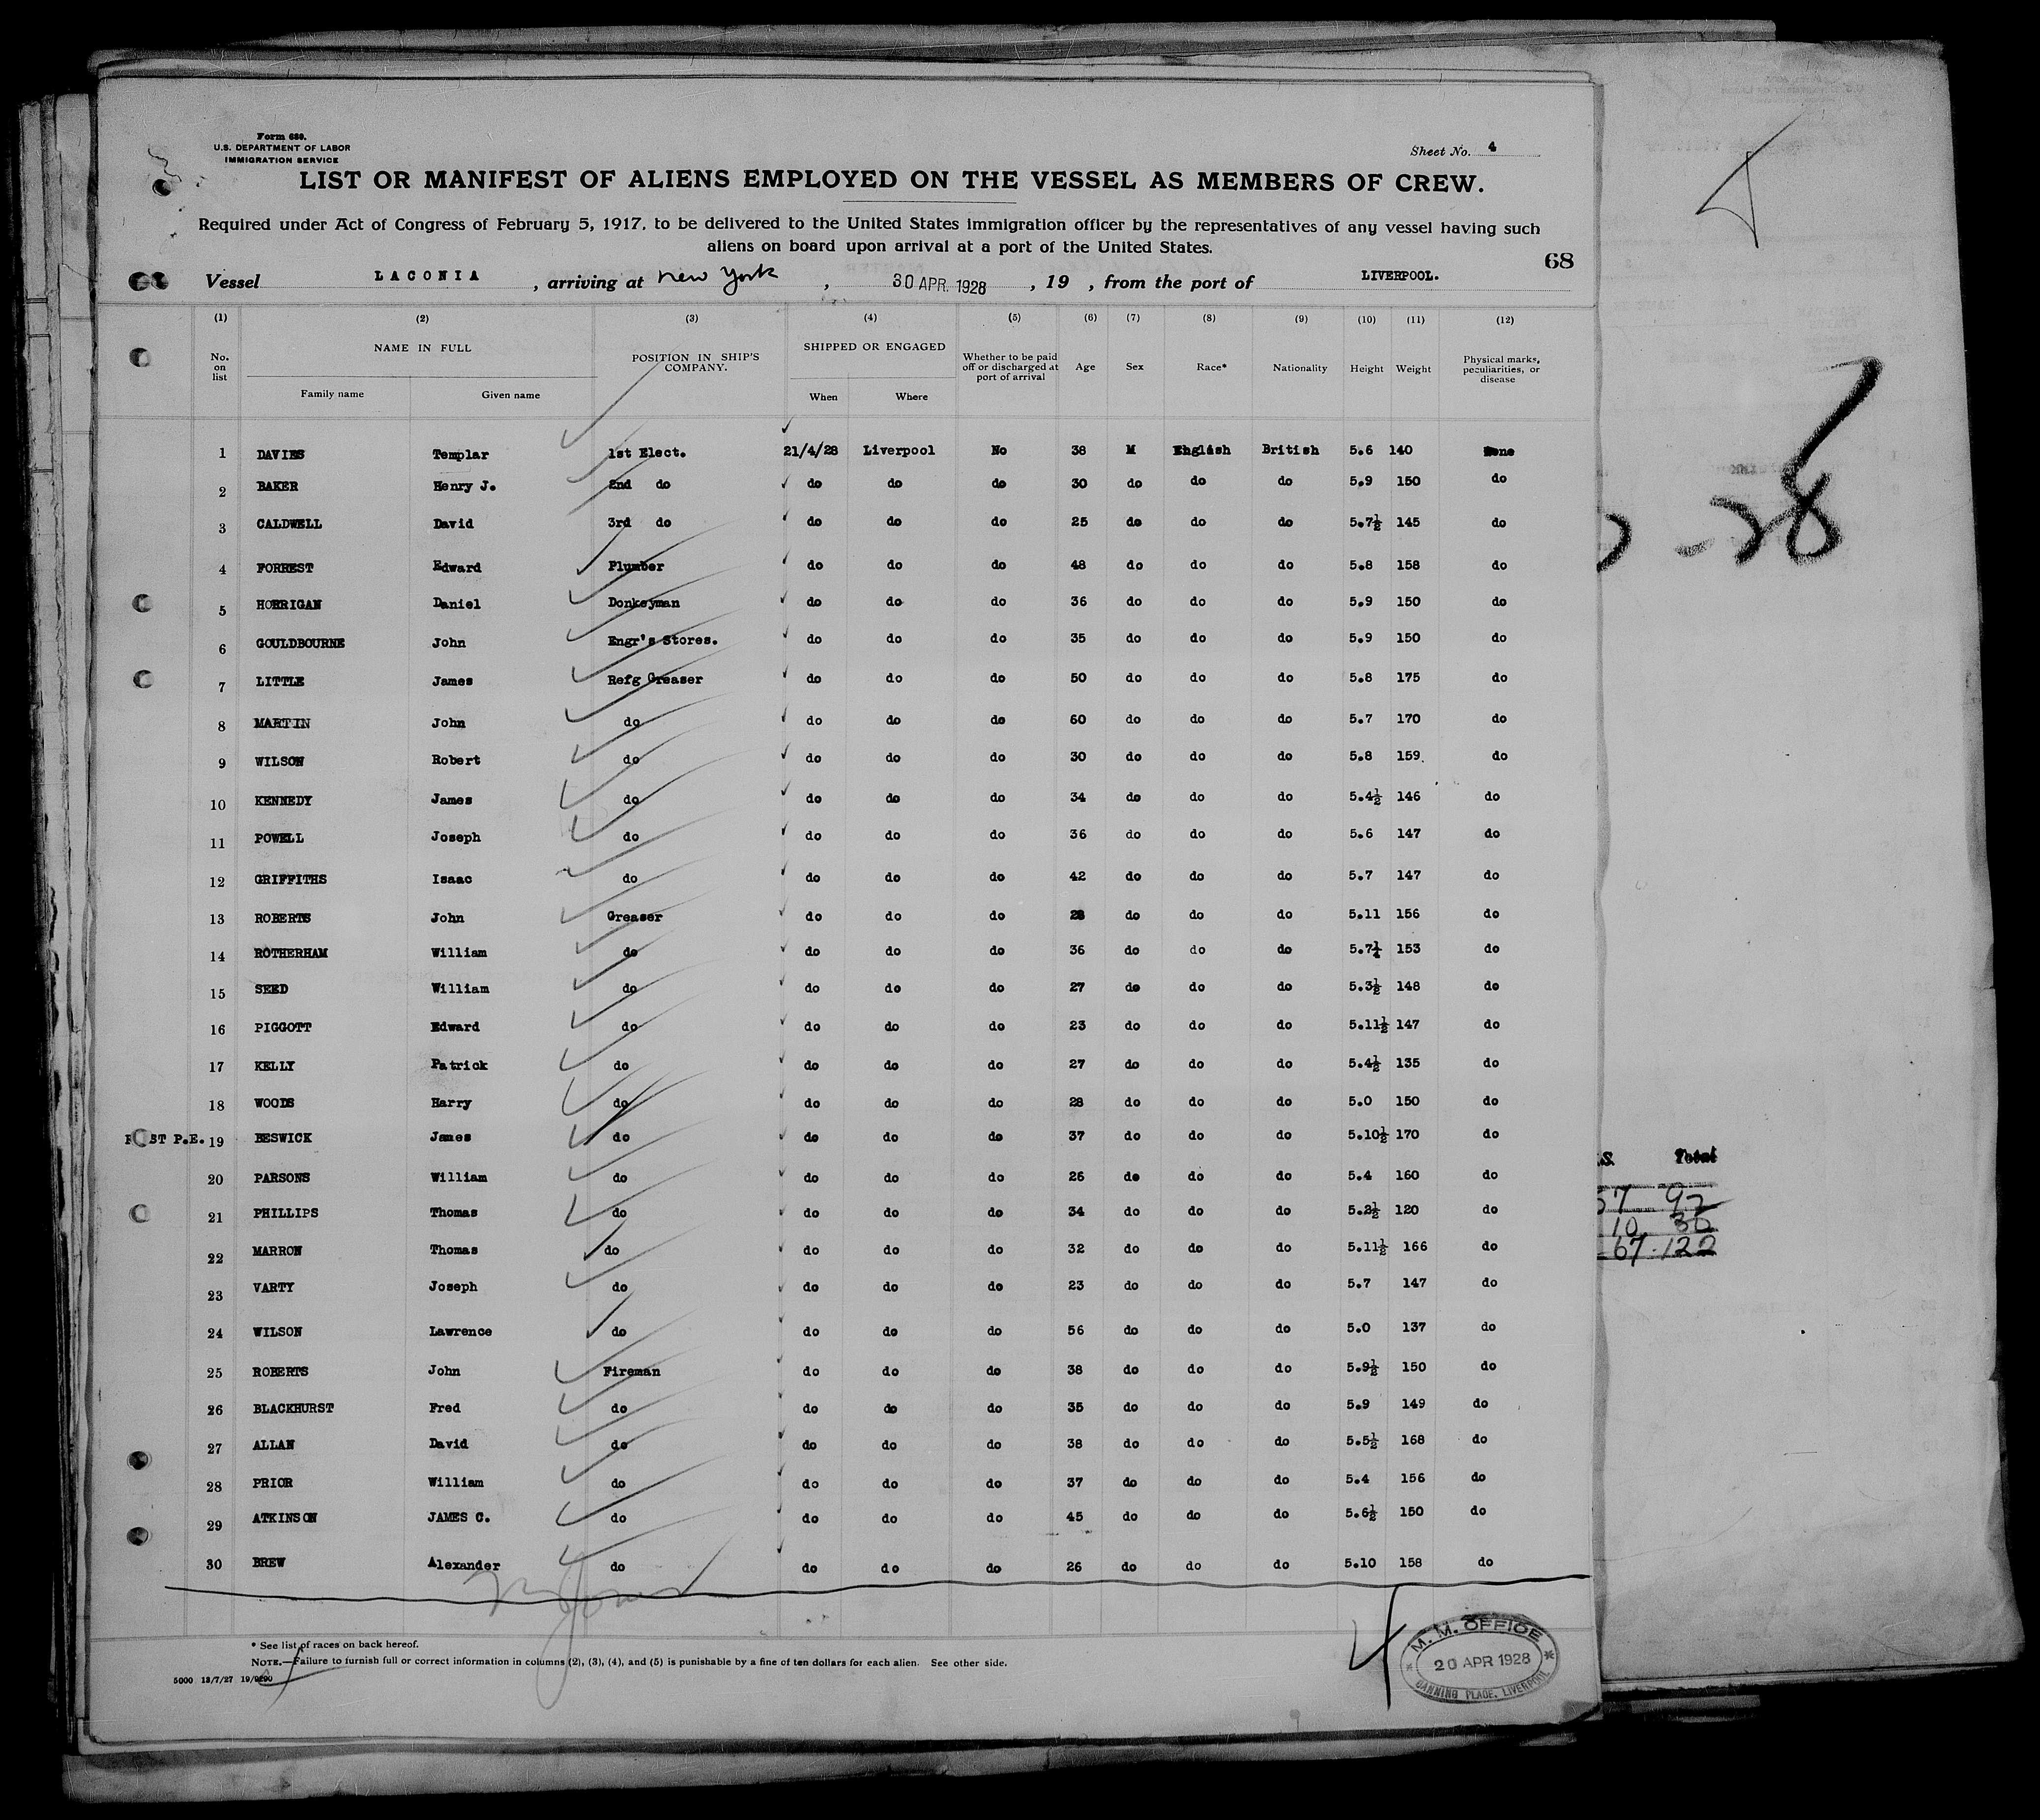 Form 680.
U.S. DEPARTMENT OF LABOR
IMMIGRATION SERVICE
Sheet No. 4
LIST OR MANIFEST OF ALIENS EMPLOYED ON THE VESSEL AS MEMBERS OF CREW.
Required under Act of Congress of February 5, 1917, to be delivered to the United States immigration officer by the representatives of any vessel having such
aliens on board upon arrival at a port of the United States.
68
Vessel LACONIA , arriving at New York , 30 APR. 1928 , 19 , from the port of LIVERPOOL.
(1) (2) (3) (4) (5) (6) (7) (8) (9) (10) (11) (12)
No. on list NAME IN FULL POSITION IN SHIP'S COMPANY. SHIPPED OR ENGAGED Whether to be paid off or discharged at port of arrival Age Sex Race* Nationality Height Weight Physical marks, peculiarities, or disease
Family name Given name When Where
1 DAVIES Templar 1st Elect. 21/4/28 Liverpool No 38 M English British 5.6 140 None
2 BAKER Henry J. 2nd do do do do 30 do do do 5.9 150 do
3 CALDWELL David 3rd do do do do 25 do do do 5.7½ 145 do
4 FORREST Edward Plumber do do do 48 do do do 5.8 158 do
5 HORRIGAN Daniel Donkeyman do do do 36 do do do 5.9 150 do
6 GOULDBOURNE John Engr's Stores. do do do 35 do do do 5.9 150 do
7 LITTLE James Refg Greaser do do do 50 do do do 5.8 175 do
8 MARTIN John do do do do 60 do do do 5.7 170 do
9 WILSON Robert do do do do 30 do do do 5.8 159. do
10 KENNEDY James do do do do 34 do do do 5.4½ 146 do
11 POWELL Joseph do do do do 36 do do do 5.6 147 do
12 GRIFFITHS Isaac do do do do 42 do do do 5.7 147 do
13 ROBERTS John Greaser do do do 28 do do do 5.11 156 do
14 ROTHERHAM William do do do do 36 do do do 5.7¼ 153 do
15 SEED William do do do do 27 do do do 5.3½ 148 do
16 PIGGOTT Edward do do do do 23 do do do 5.11½ 147 do
17 KELLY Patrick do do do do 27 do do do 5.4½ 135 do
18 WOODS Harry do do do do 28 do do do 5.0 150 do
P.E. 19 BESWICK James do do do do 37 do do do 5.10½ 170 do
20 PARSONS William do do do do 26 do do do 5.4 160 do
21 PHILLIPS Thomas do do do do 34 do do do 5.2½ 120 do
22 MARRON Thomas do do do do 32 do do do 5.11½ 166 do
23 VARTY Joseph do do do do 23 do do do 5.7 147 do
24 WILSON Lawrence do do do do 56 do do do 5.0 137 do
25 ROBERTS John Fireman do do do 38 do do do 5.9½ 150 do
26 BLACKHURST Fred do do do do 35 do do do 5.9 149 do
27 ALLAN David do do do do 38 do do do 5.5½ 168 do
28 PRIOR William do do do do 37 do do do 5.4 156 do
29 ATKINSON JAMES C. do do do do 45 do do do 5.6½ 150 do
30 BREW Alexander do do do do 26 do do do 5.10 158 do
* See list of races on back hereof.
NOTE.—Failure to furnish full or correct information in columns (2), (3), (4), and (5) is punishable by a fine of ten dollars for each alien. See other side.
5000 13/7/27
4
M. M. OFFICE
20 APR 1928
CANNING PLACE, LIVERPOOL
-28
.S. Total
57 92
10 30
67 122